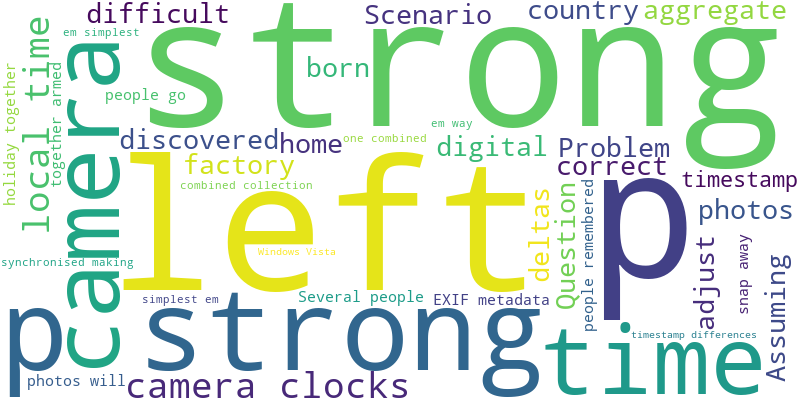 difficult
Scenario
country
aggregate
em simplest
strong
local time
holiday together
together armed
camera
born
people go
em way
discovered
home
one combined
digital
Problem
factory
correct
combined collection
left
p
timestamp
photos
deltas
Question
people remembered
adjust
snap away
Assuming
Windows Vista
synchronised making
simplest em
Several people
EXIF metadata
p
strong
time
timestamp differences
photos will
camera clocks